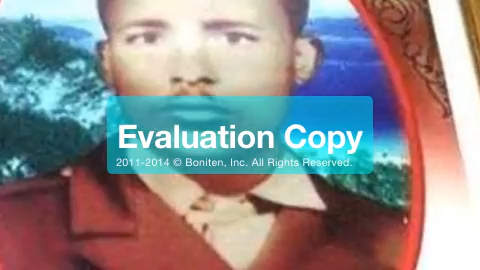 Evaluation Copy
2011-2014 © Boniten, Inc. All Rights Reserved.